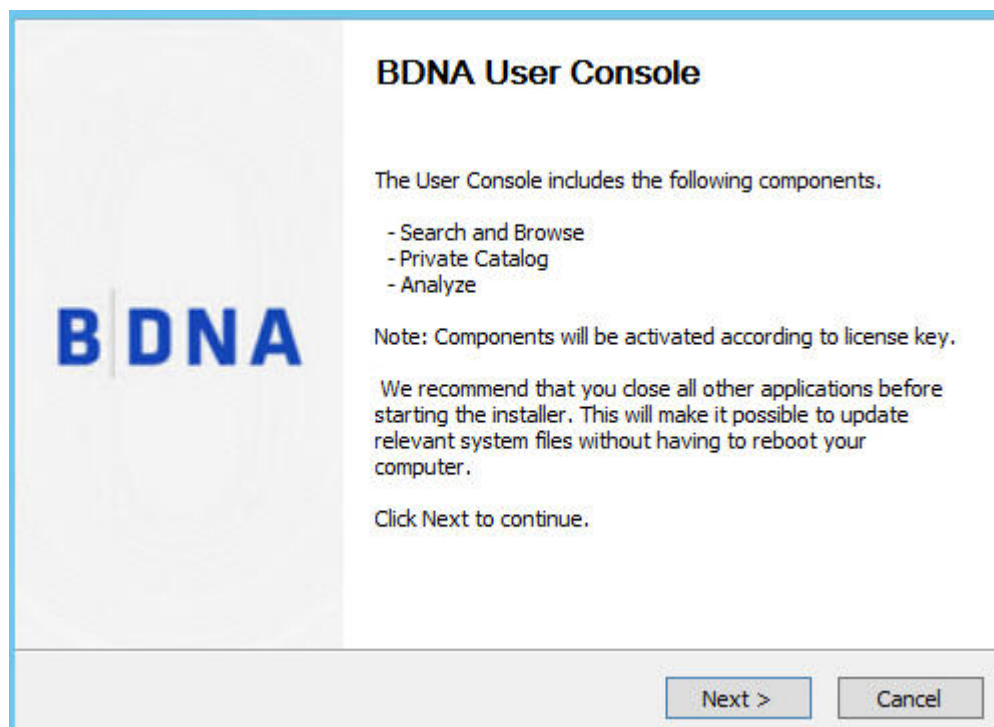 BDNA User Console
The User Console includes the following components.
- Search and Browse
- Private Catalog
- Analyze
BDNA
Note: Components will be activated according to license key.
We recommend that you close all other applications before
starting the installer. This will make it possible to update
relevant system files without having to reboot your
computer.
Click Next to continue.
Next >
Cancel